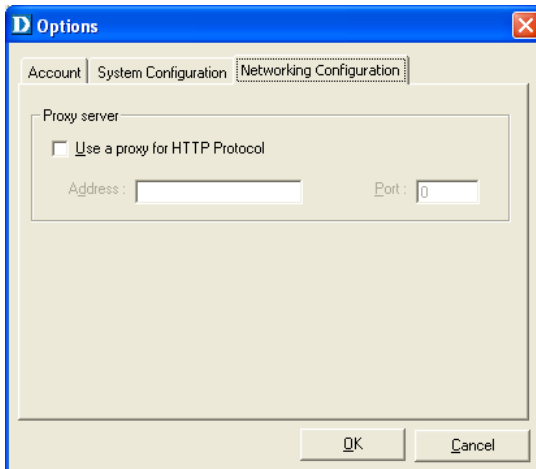 D Options
Account System Configuration Networking Configuration
Proxy server
Use a proxy for HTTP Protocol
Address : Port : 0
OK Cancel